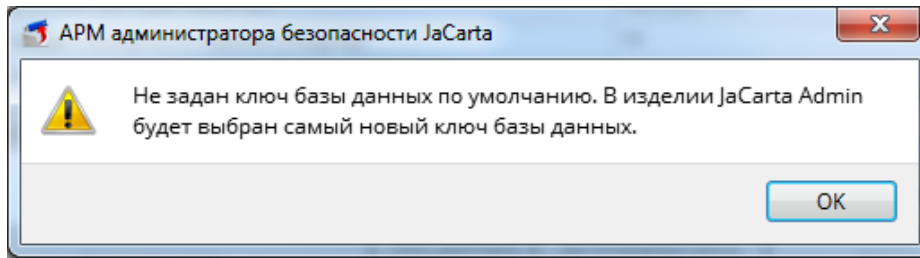 АРМ администратора безопасности JaCarta
Не задан ключ базы данных по умолчанию. В изделии JaCarta Admin
будет выбран самый новый ключ базы данных.
OK